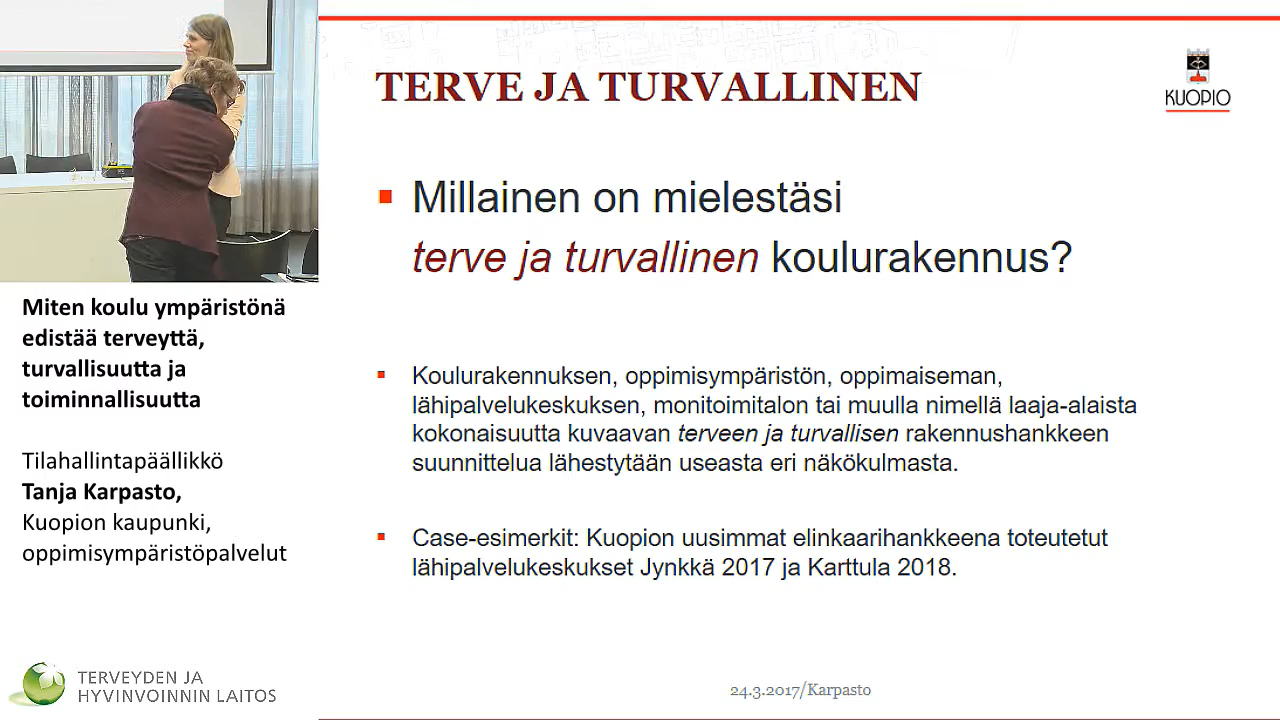 TERVE JA TURVALLINEN
KUOPIO
Millainen on mielestäsi
terve ja turvallinen koulurakennus?
Koulurakennuksen, oppimisympäristön, oppimaiseman,
lähipalvelukeskuksen, monitoimitalon tai muulla nimellä laaja-alaista
kokonaisuutta kuvaavan terveen ja turvallisen rakennushankkeen
suunnittelua lähestytään useasta eri näkökulmasta.
Case-esimerkit: Kuopion uusimmat elinkaarihankkeena toteutetut
lähipalvelukeskukset Jynkkä 2017 ja Karttula 2018.
24.3.2017/Karpasto
Miten koulu ympäristönä
edistää terveyttä,
turvallisuutta ja
toiminnallisuutta
Tilahallintapäällikkö
Tanja Karpasto,
Kuopion kaupunki,
oppimisympäristöpalvelut
TERVEYDEN JA
HYVINVOINNIN LAITOS